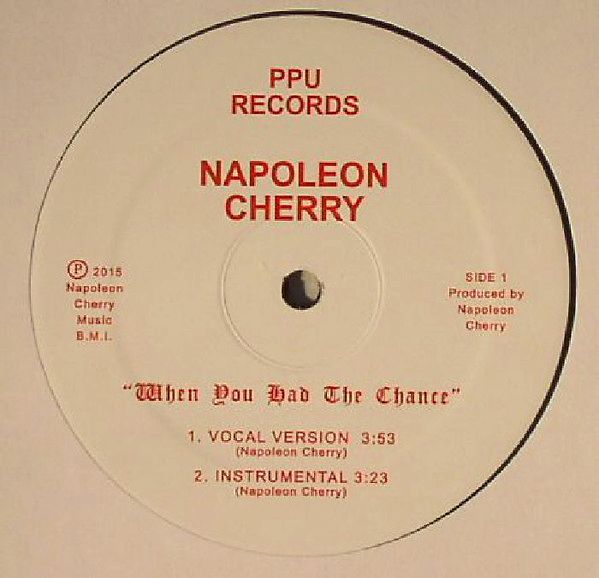 PPU
RECORDS
NAPOLEON
CHERRY
Ⓟ 2015
Napoleon
Cherry
Music
B.M.I.
SIDE 1
Produced by
Napoleon
Cherry
"When You Had The Chance"
1. VOCAL VERSION 3:53
(Napoleon Cherry)
2. INSTRUMENTAL 3:23
(Napoleon Cherry)